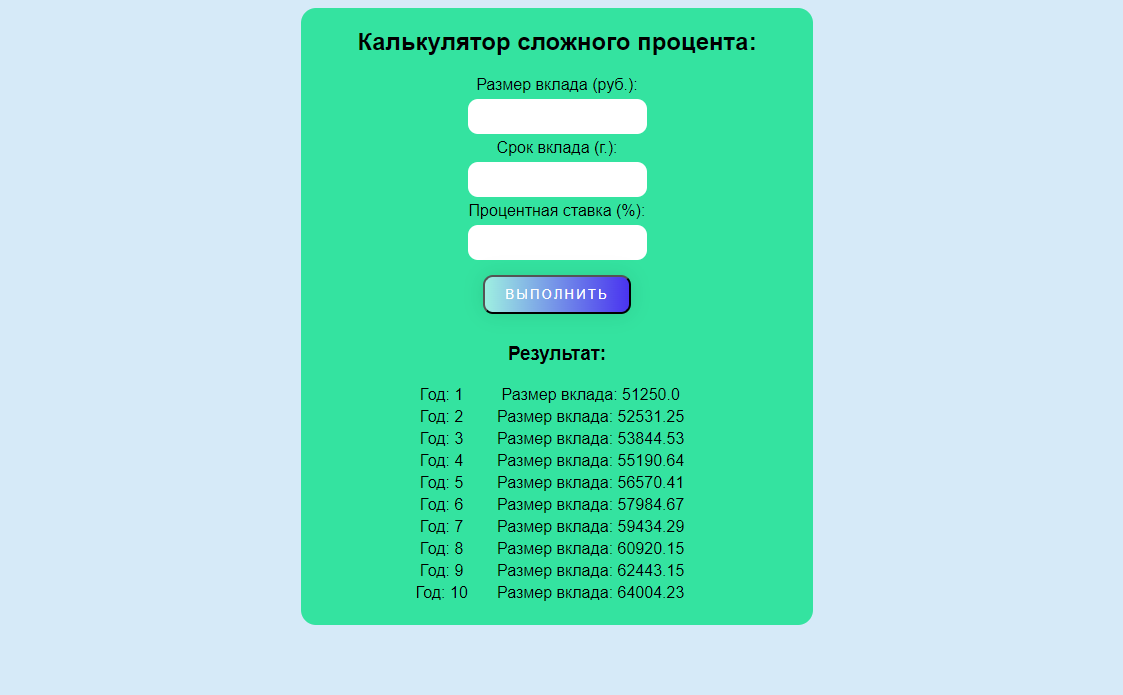 Калькулятор сложного процента:
Размер вклада (руб.):
Срок вклада (г.):
Процентная ставка (%):
ВЫПОЛНИТЬ
Результат:
Год: 1 Размер вклада: 51250.0
Год: 2 Размер вклада: 52531.25
Год: 3 Размер вклада: 53844.53
Год: 4 Размер вклада: 55190.64
Год: 5 Размер вклада: 56570.41
Год: 6 Размер вклада: 57984.67
Год: 7 Размер вклада: 59434.29
Год: 8 Размер вклада: 60920.15
Год: 9 Размер вклада: 62443.15
Год: 10 Размер вклада: 64004.23